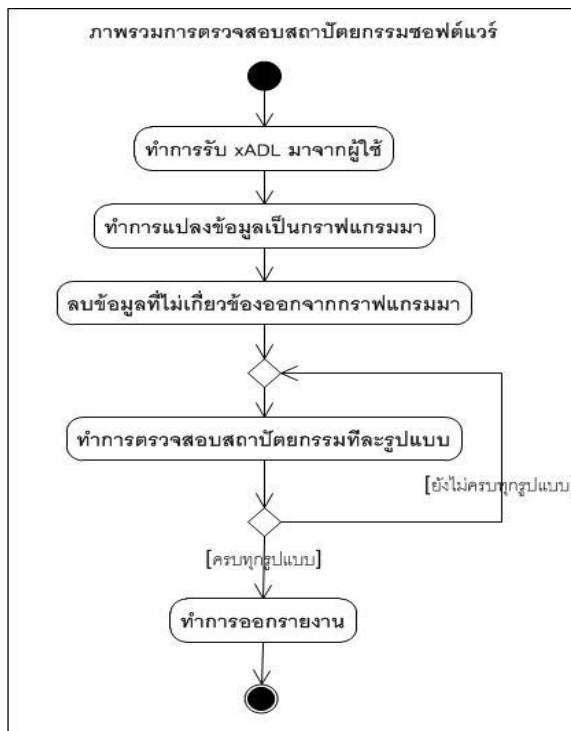 ภาพรวมการตรวจสอบสถาปัตยกรรมซอฟต์แวร์
ทำการรับ xADL มาจากผู้ใช้
ทำการแปลงข้อมูลเป็นกราฟแกรมมา
ลบข้อมูลที่ไม่เกี่ยวข้องออกจากกราฟแกรมมา
ทำการตรวจสอบสถาปัตยกรรมทีละรูปแบบ
[ยังไม่ครบทุกรูปแบบ]
[ครบทุกรูปแบบ]
ทำการออกรายงาน